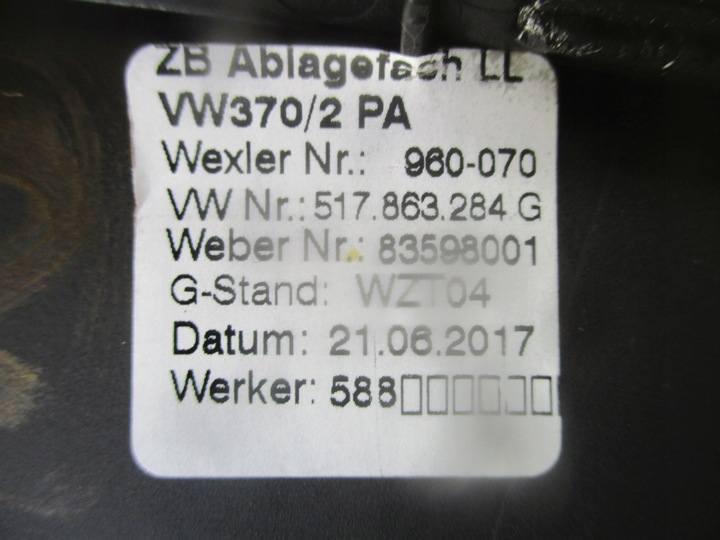 ZB Ablagefach LL
VW370/2 PA
Wexler Nr.: 960-070
VW Nr.: 517.863.284 G
Weber Nr.: 83598001
G-Stand: WZT04
Datum: 21.06.2017
Werker: 588□□□□□□